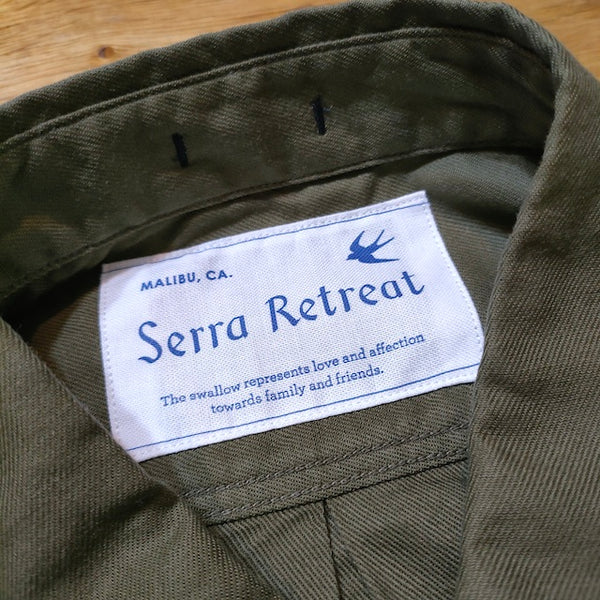 MALIBU, CA.
Serra Retreat
The swallow represents love and affection
towards family and friends.